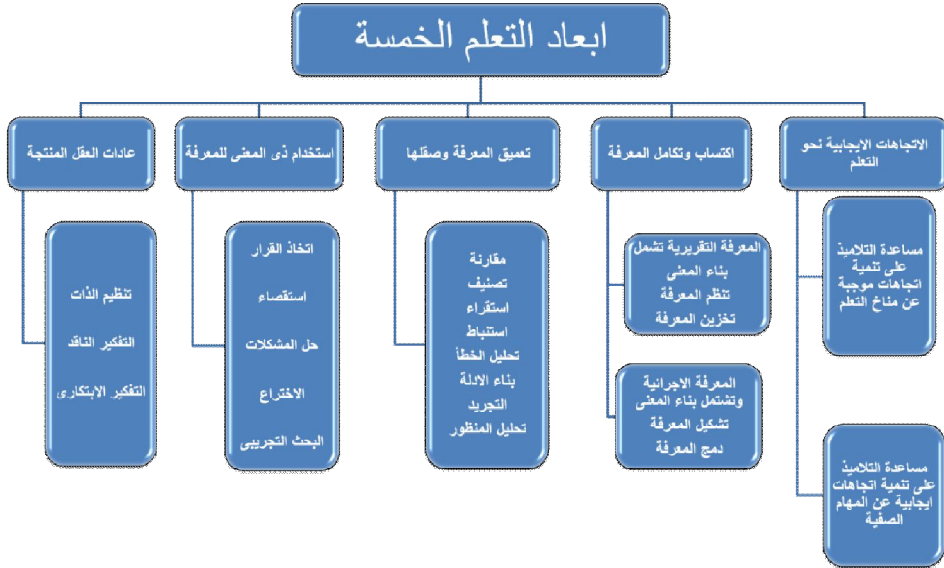 ابعاد التعلم الخمسة
الاتجاهات الايجابية نحو
التعلم
مساعدة التلاميذ
على تنمية
اتجاهات موجبة
عن مناخ التعلم
مساعدة التلاميذ
على تنمية اتجاهات
ايجابية عن المهام
الصفية
اكتساب وتكامل المعرفة
المعرفة التقريرية تشمل
بناء المعنى
تنظم المعرفة
تخزين المعرفة
المعرفة الاجرائية
وتشتمل بناء المعنى
تشكيل المعرفة
دمج المعرفة
تعميق المعرفة وصقلها
مقارنة
تصنيف
استقراء
استنباط
تحليل الخطأ
بناء الادلة
التجريد
تحليل المنظور
استخدام ذى المعنى للمعرفة
اتخاذ القرار
استقصاء
حل المشكلات
الاختراع
البحث التجريبى
عادات العقل المنتجة
تنظيم الذات
التفكير الناقد
التفكير الابتكارى